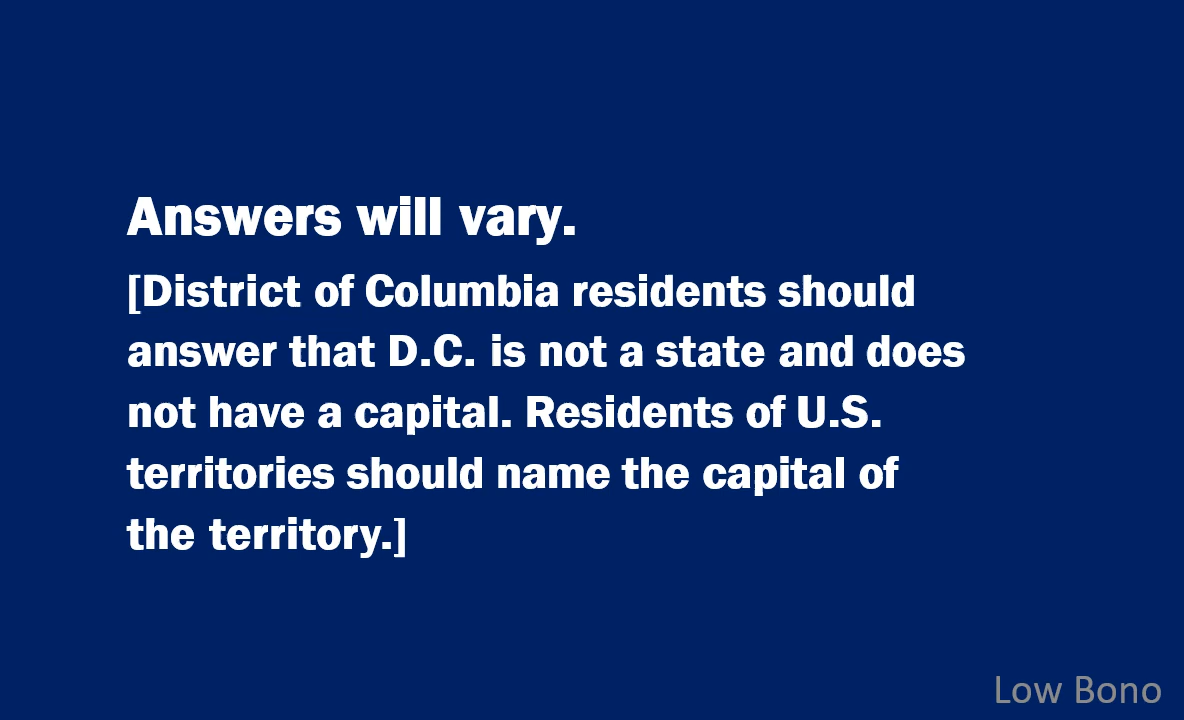 Answers will vary.
[District of Columbia residents should
answer that D.C. is not a state and does
not have a capital. Residents of U.S.
territories should name the capital of
the territory.]
Low Bono